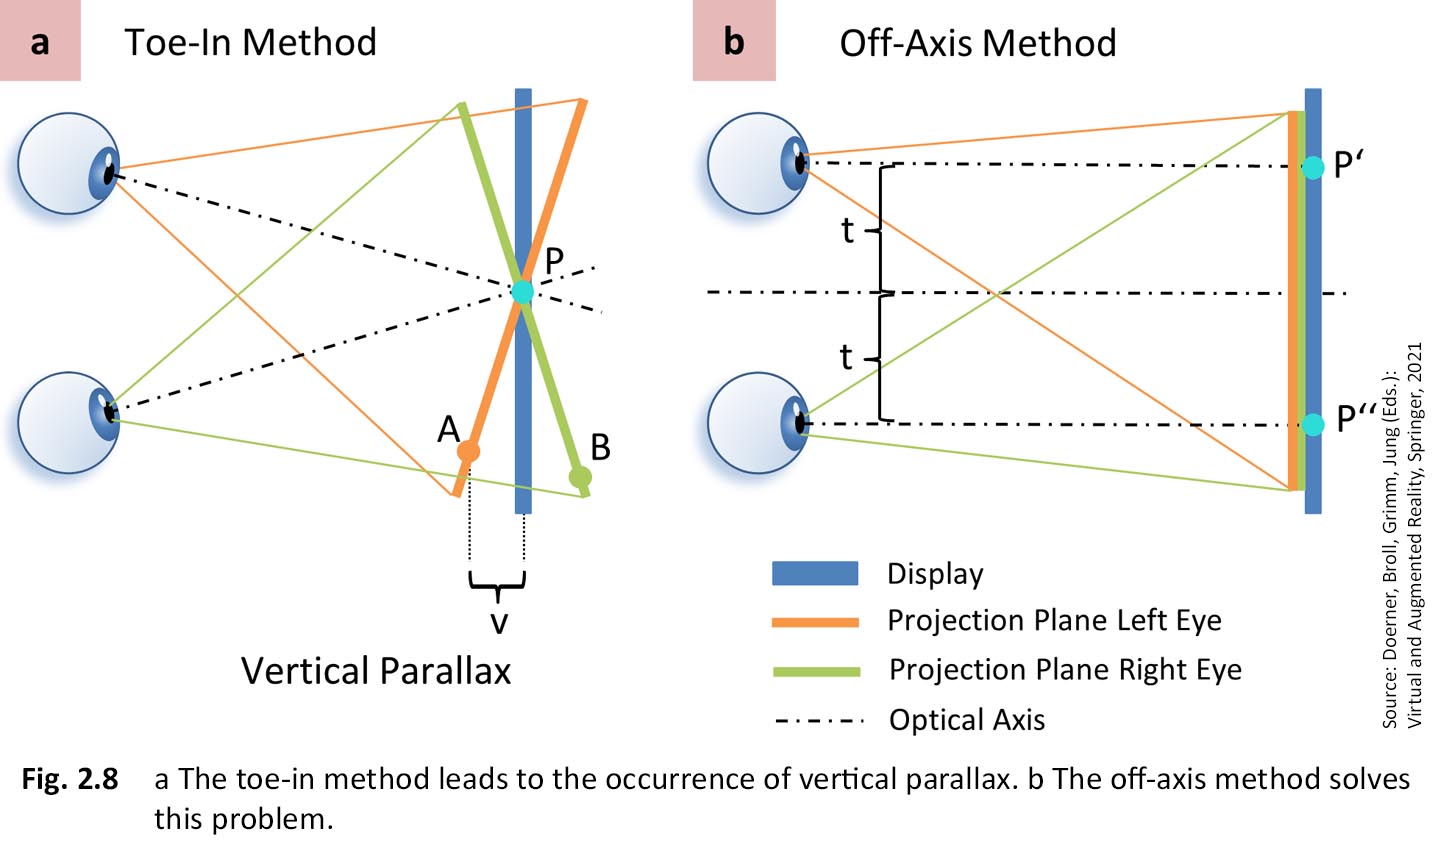 a Toe-In Method
P
A
B
v
Vertical Parallax
b Off-Axis Method
P‘
t
t
P‘‘
Display
Projection Plane Left Eye
Projection Plane Right Eye
Optical Axis
Source: Doerner, Broll, Grimm, Jung (Eds.):
Virtual and Augmented Reality, Springer, 2021
Fig. 2.8 a The toe-in method leads to the occurrence of vertical parallax. b The off-axis method solves
this problem.